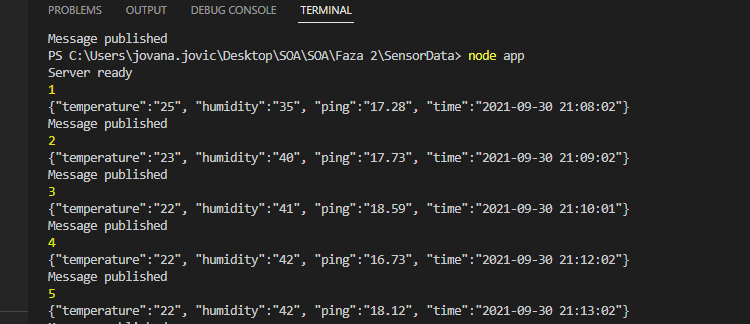 PROBLEMS OUTPUT DEBUG CONSOLE TERMINAL
Message published
PS C:\Users\jovana.jovic\Desktop\SOA\SOA\Faza 2\SensorData> node app
Server ready
1
{"temperature":"25", "humidity":"35", "ping":"17.28", "time":"2021-09-30 21:08:02"}
Message published
2
{"temperature":"23", "humidity":"40", "ping":"17.73", "time":"2021-09-30 21:09:02"}
Message published
3
{"temperature":"22", "humidity":"41", "ping":"18.59", "time":"2021-09-30 21:10:01"}
Message published
4
{"temperature":"22", "humidity":"42", "ping":"16.73", "time":"2021-09-30 21:12:02"}
Message published
5
{"temperature":"22", "humidity":"42", "ping":"18.12", "time":"2021-09-30 21:13:02"}